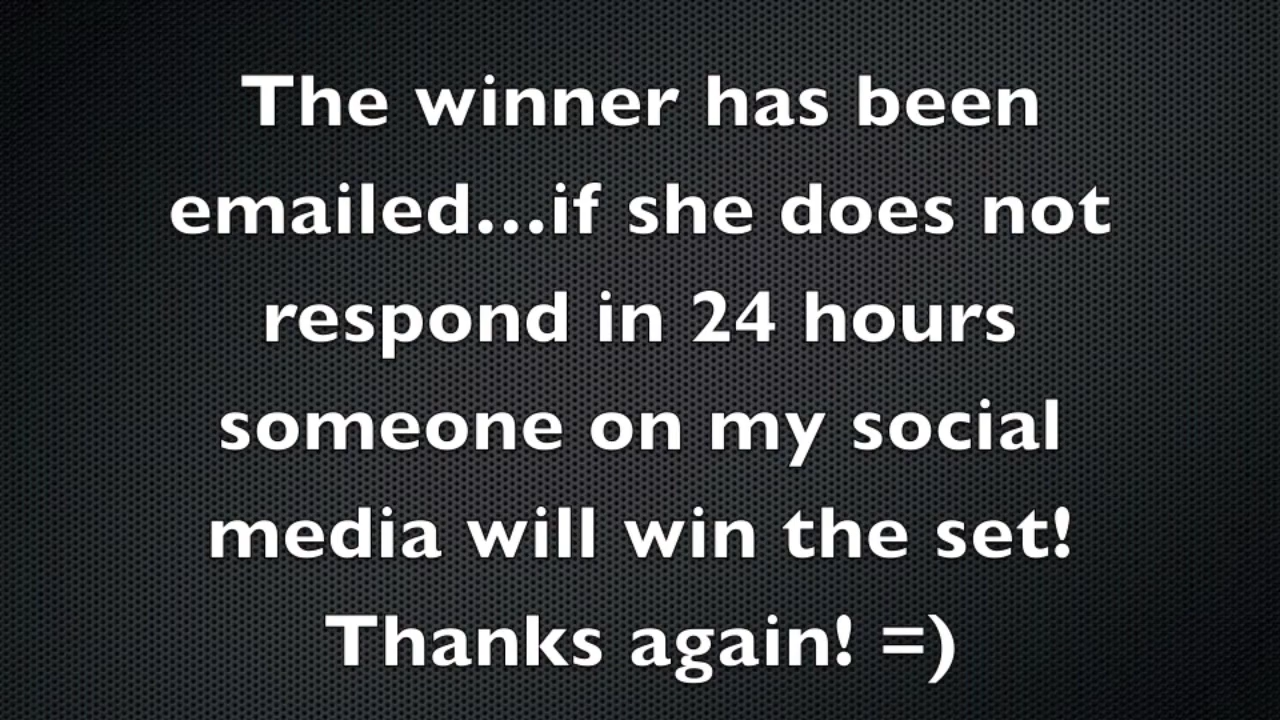 The winner has been
emailed...if she does not
respond in 24 hours
someone on my social
media will win the set!
Thanks again! =)